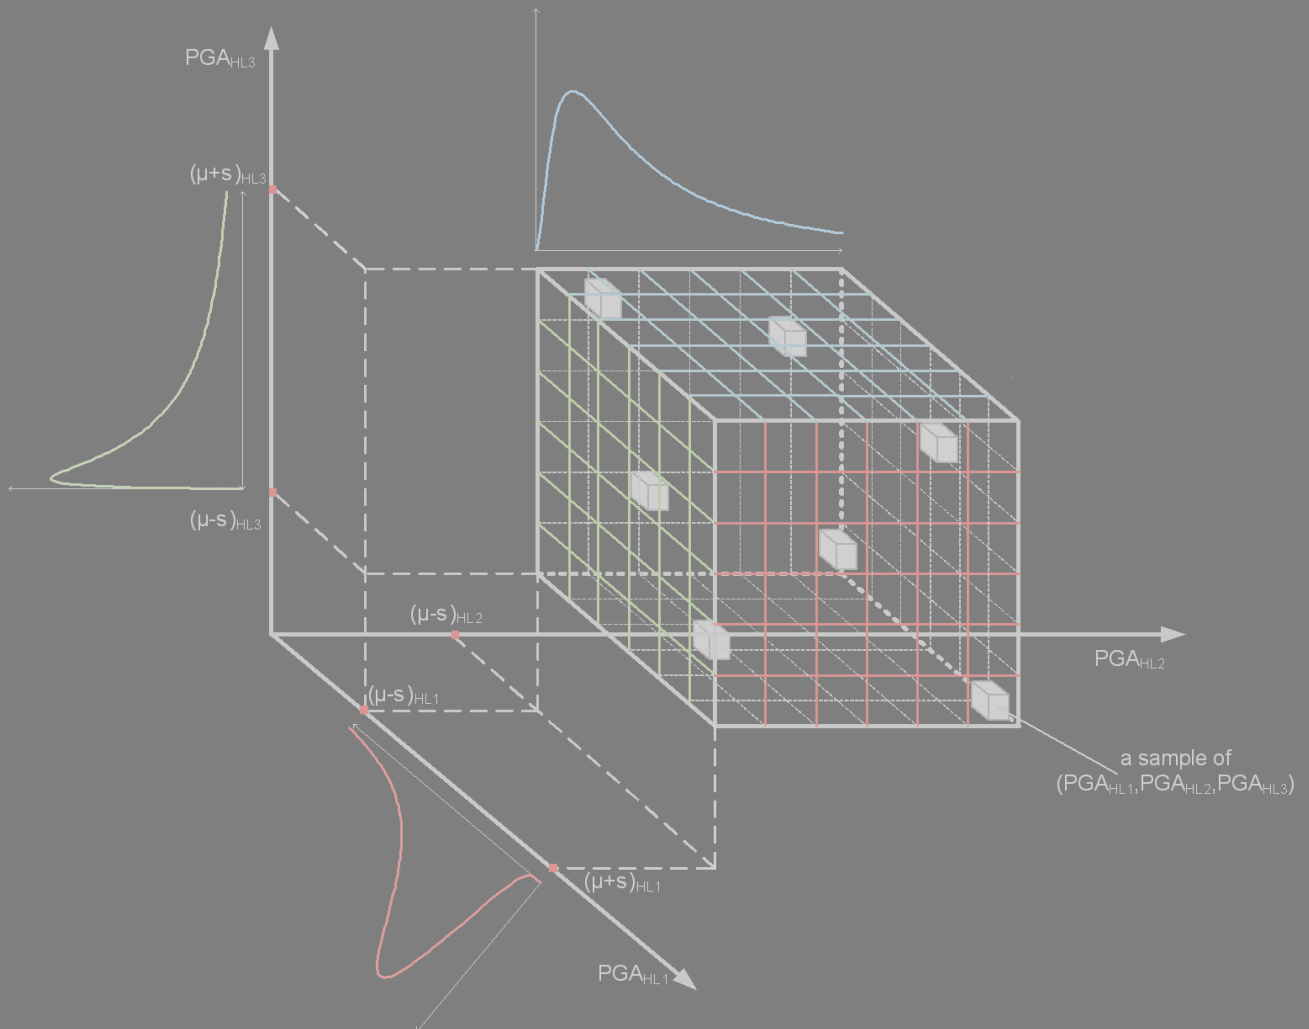 PGAHL3
(μ+s)HL3
(μ-s)HL3
(μ-s)HL2
PGAHL2
(μ-s)HL1
a sample of
(PGAHL1,PGAHL2,PGAHL3)
(μ+s)HL1
PGAHL1